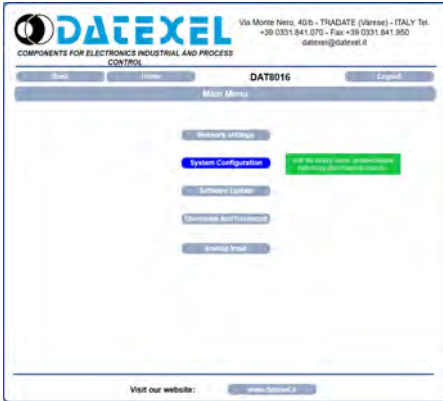 DATEXEL
Via Monte Nero, 40/b - TRADATE (Varese) - ITALY Tel.
+39 0331.841.070 - Fax +39 0331.841.950
datexel@datexel.it
COMPONENTS FOR ELECTRONICS INDUSTRIAL AND PROCESS
CONTROL
Back Home DAT8016 Logout
Main Menu
Network settings
System Configuration
Software Update
Username and Password
Analog Input
Visit our website: www.datexel.it